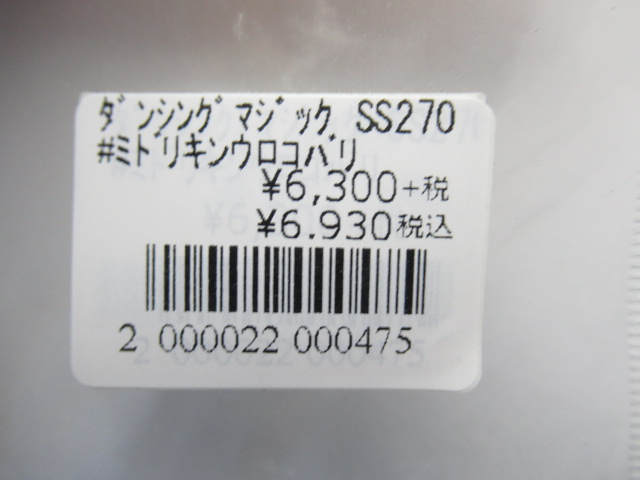 ﾀﾞﾝｼﾝｸﾞﾏｼﾞｯｸ SS270
#ﾐﾄﾞﾘｷﾝｳﾛｺﾊﾞﾘ
¥6,300+税
¥6.930税込
2 000022 000475